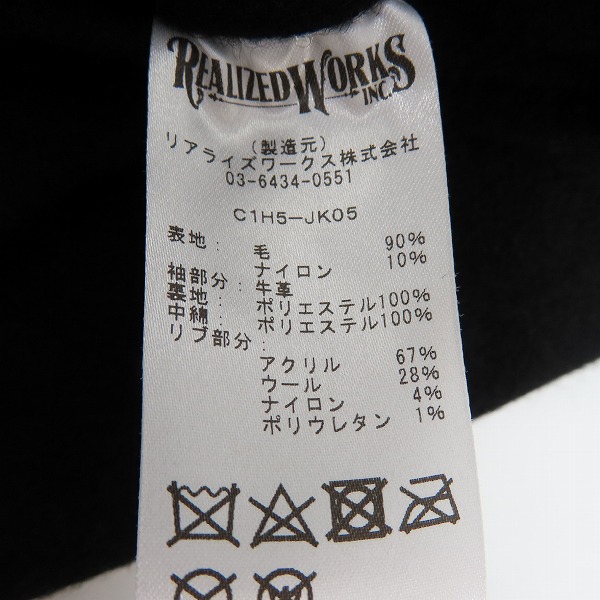 REALIZEDWORKS
INC.
(製造元)
リアライズワークス株式会社
03-6434-0551
C1H5-JK05
表地: 毛 90%
ナイロン 10%
袖部分: 牛革
裏地: ポリエステル100%
中綿: ポリエステル100%
リブ部分:
アクリル 67%
ウール 28%
ナイロン 4%
ポリウレタン 1%